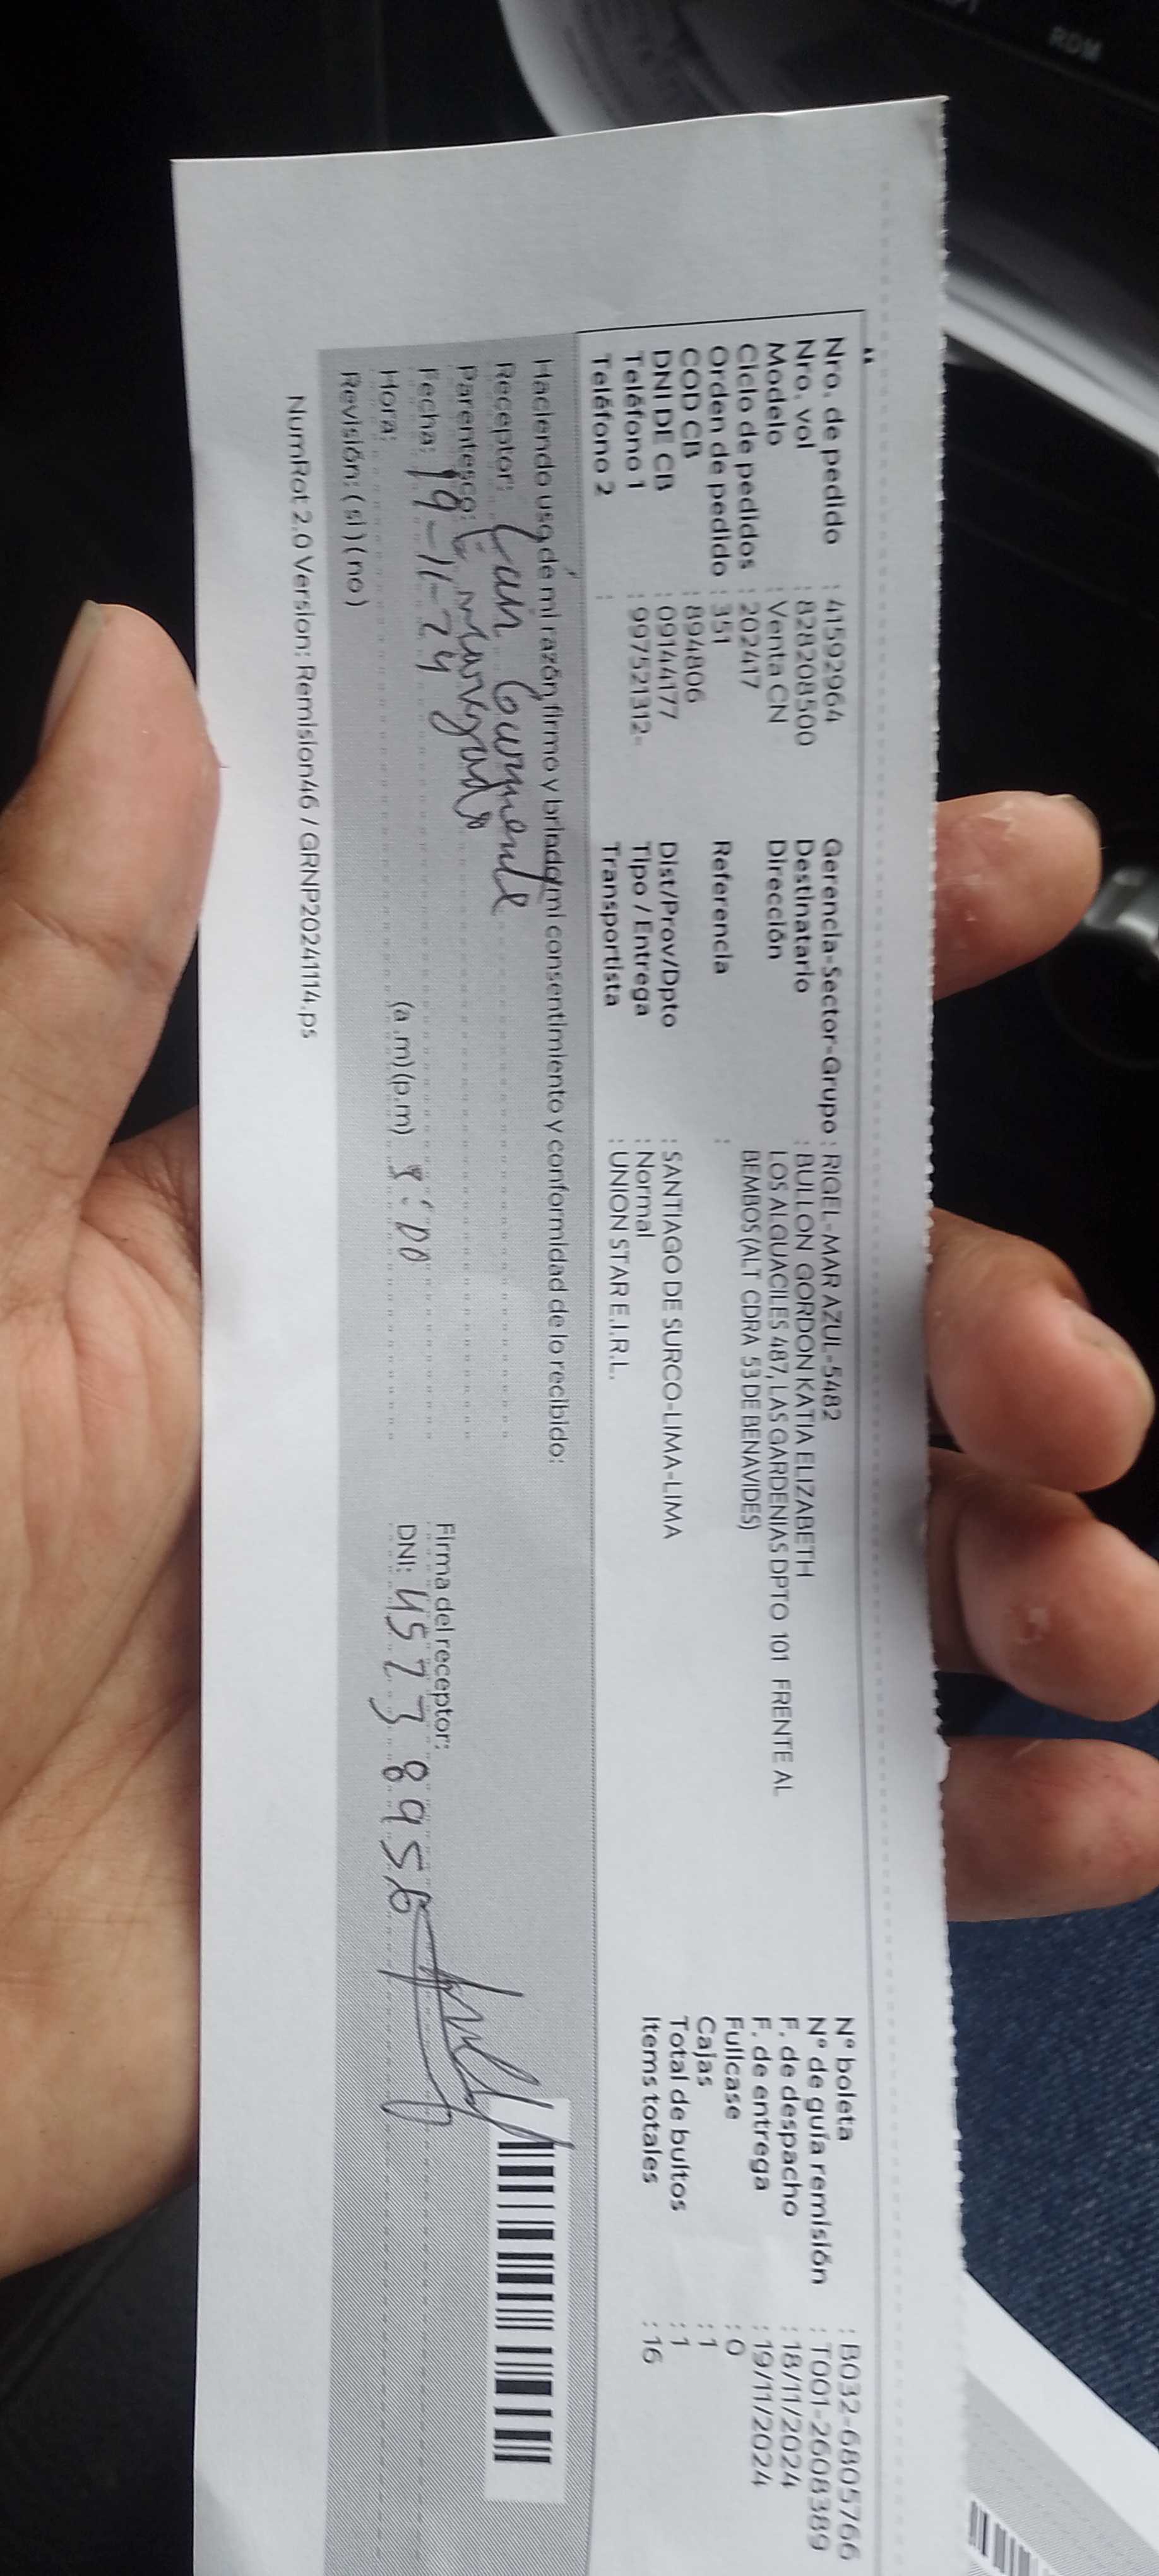 RDM
Nro. de pedido : 41592964
Nro. vol : 828208500
Modelo : Venta CN
Ciclo de pedidos : 202417
Orden de pedido : 351
COD CB : 894806
DNI DE CB : 09144177
Teléfono 1 : 997521312-
Teléfono 2 :
Gerencia-Sector-Grupo : RIGEL-MAR AZUL-5482
Destinatario : BULLON GORDON KATIA ELIZABETH
Dirección LOS ALGUACILES 487, LAS GARDENIAS DPTO 101 FRENTE AL
BEMBOS (ALT CDRA 53 DE BENAVIDES)
Referencia :
Dist/Prov/Dpto : SANTIAGO DE SURCO-LIMA-LIMA
Tipo / Entrega : Normal
Transportista : UNION STAR E.I.R.L.
N° boleta : B032-6805766
N° de guía remisión : T001-2608389
F. de despacho : 18/11/2024
F. de entrega : 19/11/2024
Fullcase : 0
Cajas : 1
Total de bultos : 1
Items totales : 16
Haciendo uso de mi razón firmo y brindo mi consentimiento y conformidad de lo recibido:
Receptor:
Parentesco:
Fecha: 19-11-24
Hora: (a.m) (p.m) 8:00
Revisión: ( si ) ( no )
Firma del receptor:
DNI: 45738956
NumRot 2.0 Version: Remision46 / GRNP20241114.ps